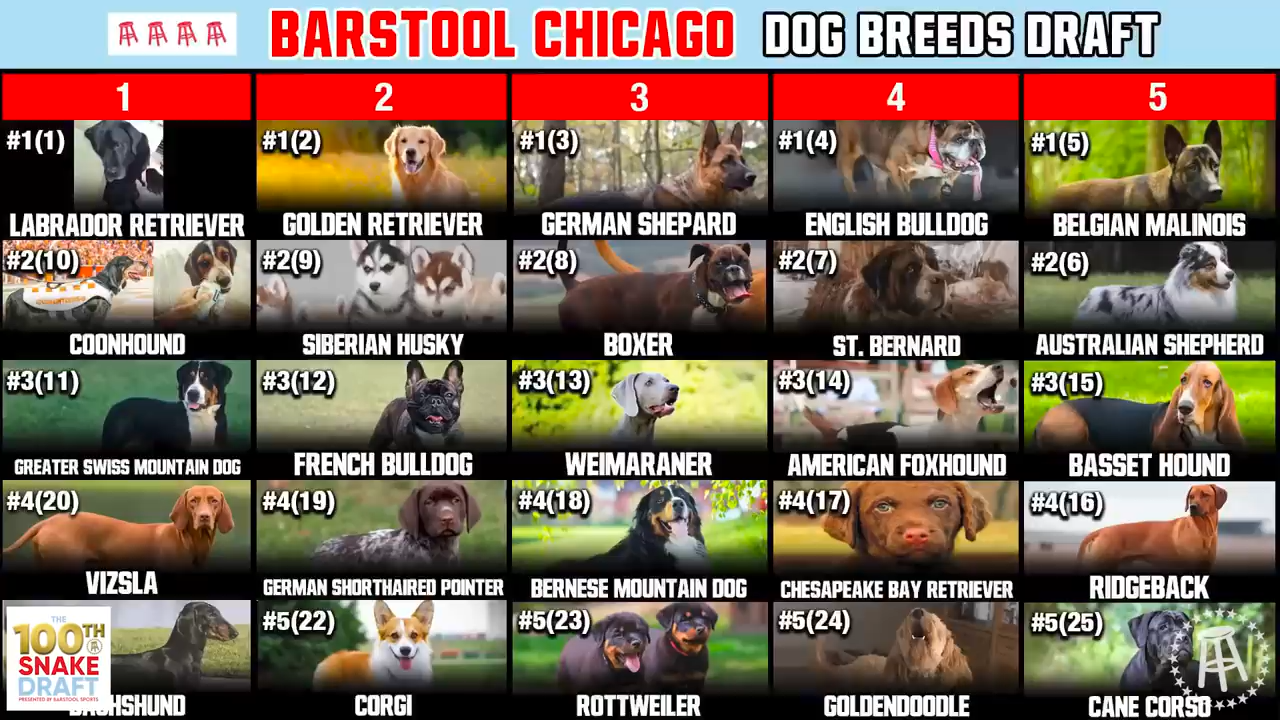 BARSTOOL CHICAGO DOG BREEDS DRAFT
1 2 3 4 5
#1(1) #1(2) #1(3) #1(4) #1(5)
LABRADOR RETRIEVER GOLDEN RETRIEVER GERMAN SHEPARD ENGLISH BULLDOG BELGIAN MALINOIS
#2(10) #2(9) #2(8) #2(7) #2(6)
COONHOUND SIBERIAN HUSKY BOXER ST. BERNARD AUSTRALIAN SHEPHERD
#3(11) #3(12) #3(13) #3(14) #3(15)
GREATER SWISS MOUNTAIN DOG FRENCH BULLDOG WEIMARANER AMERICAN FOXHOUND BASSET HOUND
#4(20) #4(19) #4(18) #4(17) #4(16)
VIZSLA GERMAN SHORTHAIRED POINTER BERNESE MOUNTAIN DOG CHESAPEAKE BAY RETRIEVER RIDGEBACK
#5(22) #5(23) #5(24) #5(25)
THE
100TH
SNAKE
DRAFT
PRESENTED BY BARSTOOL SPORTS
DACHSHUND CORGI ROTTWEILER GOLDENDOODLE CANE CORSO